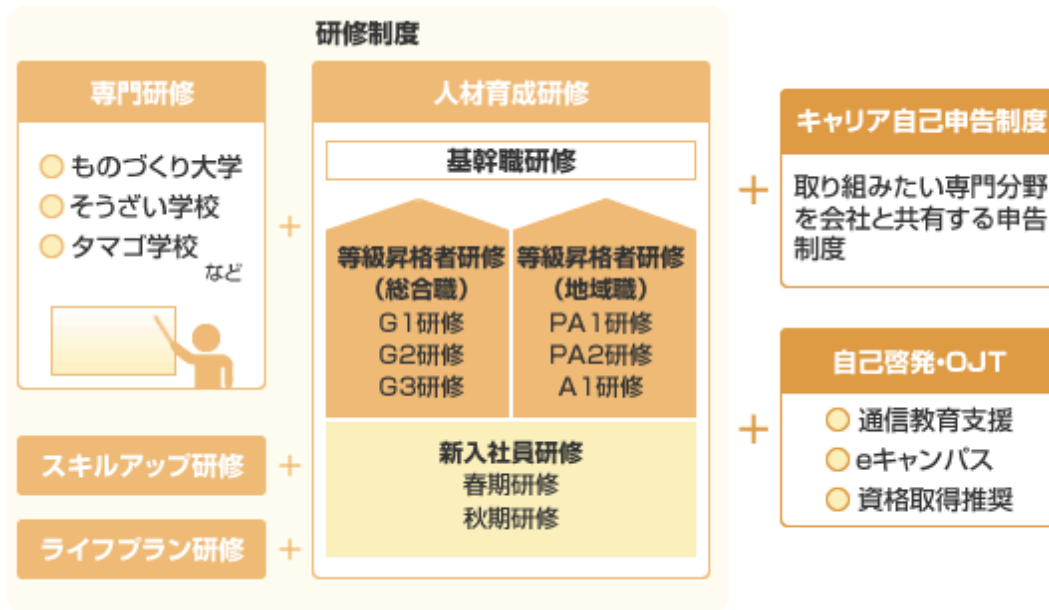 研修制度
専門研修
ものづくり大学
そうざい学校
タマゴ学校
など
スキルアップ研修
ライフプラン研修
人材育成研修
基幹職研修
等級昇格者研修
（総合職）
G1研修
G2研修
G3研修
等級昇格者研修
（地域職）
PA1研修
PA2研修
A1研修
新入社員研修
春期研修
秋期研修
キャリア自己申告制度
取り組みたい専門分野
を会社と共有する申告
制度
自己啓発・OJT
通信教育支援
eキャンパス
資格取得推奨